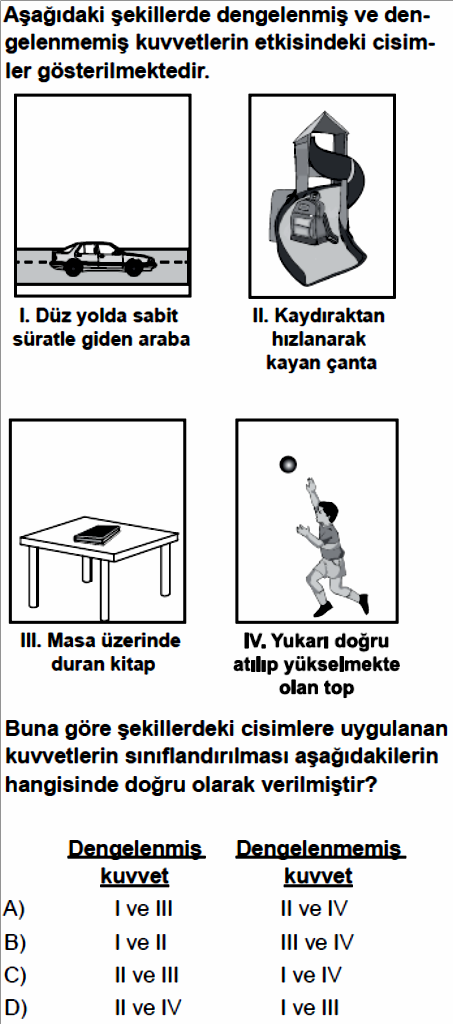 Aşağıdaki şekillerde dengelenmiş ve den-
gelenmemiş kuvvetlerin etkisindeki cisim-
ler gösterilmektedir.
I. Düz yolda sabit
süratle giden araba
II. Kaydıraktan
hızlanarak
kayan çanta
III. Masa üzerinde
duran kitap
IV. Yukarı doğru
atılıp yükselmekte
olan top
Buna göre şekillerdeki cisimlere uygulanan
kuvvetlerin sınıflandırılması aşağıdakilerin
hangisinde doğru olarak verilmiştir?
Dengelenmiş Dengelenmemiş
kuvvet kuvvet
A) I ve III II ve IV
B) I ve II III ve IV
C) II ve III I ve IV
D) II ve IV I ve III